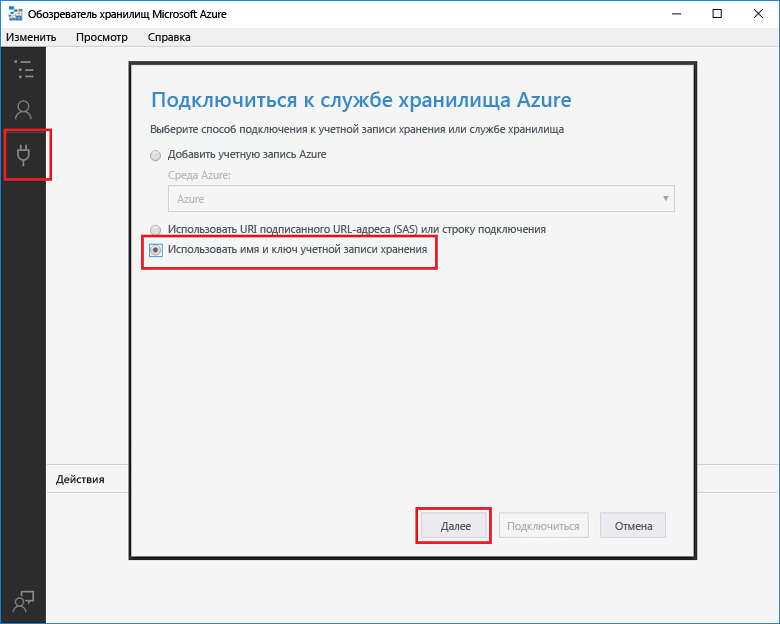 Обозреватель хранилищ Microsoft Azure
Изменить Просмотр Справка
Подключиться к службе хранилища Azure
Выберите способ подключения к учетной записи хранения или службе хранилища
Добавить учетную запись Azure
Среда Azure:
Azure
Использовать URI подписанного URL-адреса (SAS) или строку подключения
Использовать имя и ключ учетной записи хранения
Действия
Далее Подключиться Отмена